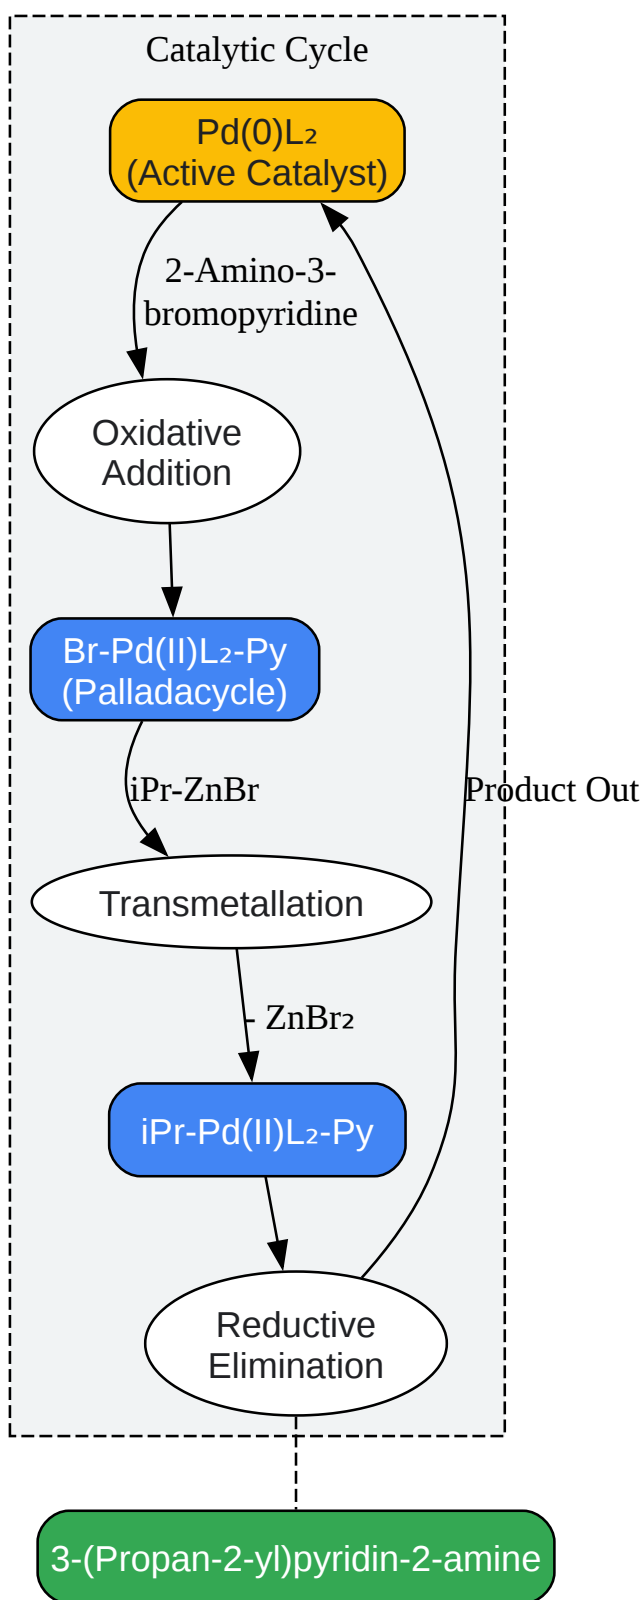 Catalytic Cycle
Pd(0)L₂
(Active Catalyst)
2-Amino-3-
bromopyridine
Oxidative
Addition
Br-Pd(II)L₂-Py
(Palladacycle)
iPr-ZnBr
Product Out
Transmetallation
- ZnBr₂
iPr-Pd(II)L₂-Py
Reductive
Elimination
3-(Propan-2-yl)pyridin-2-amine